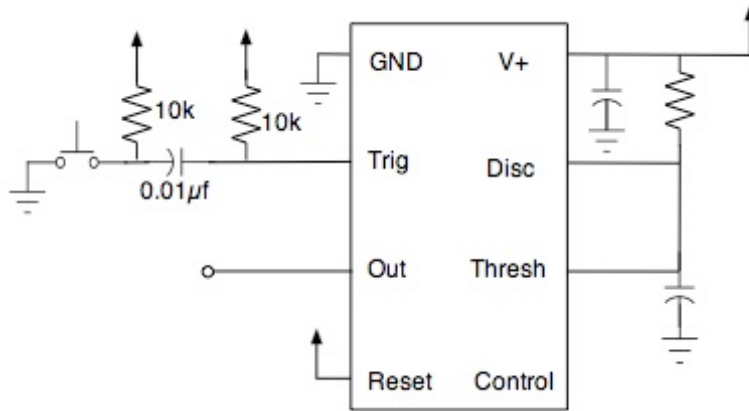 GND
V+
10k
10k
Trig
Disc
0.01µf
Out
Thresh
Reset
Control